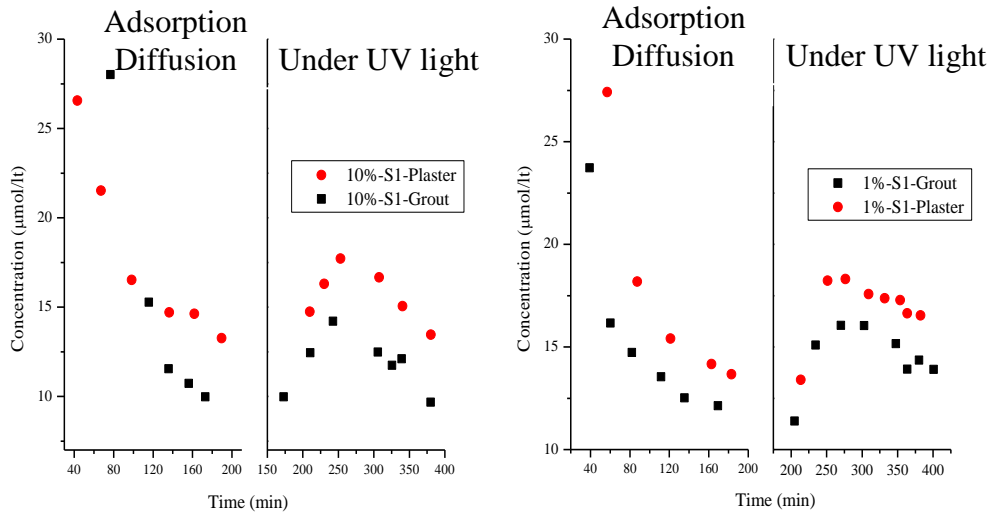 Adsorption
Diffusion
Under UV light
30
25
20
15
10
Concentration (μmol/lt)
10%-S1-Plaster
10%-S1-Grout
40 80 120 160 200
150 200 250 300 350 400
Time (min)
Adsorption
Diffusion
Under UV light
30
25
20
15
10
Concentration (μmol/lt)
1%-S1-Grout
1%-S1-Plaster
40 80 120 160 200
200 250 300 350 400
Time (min)